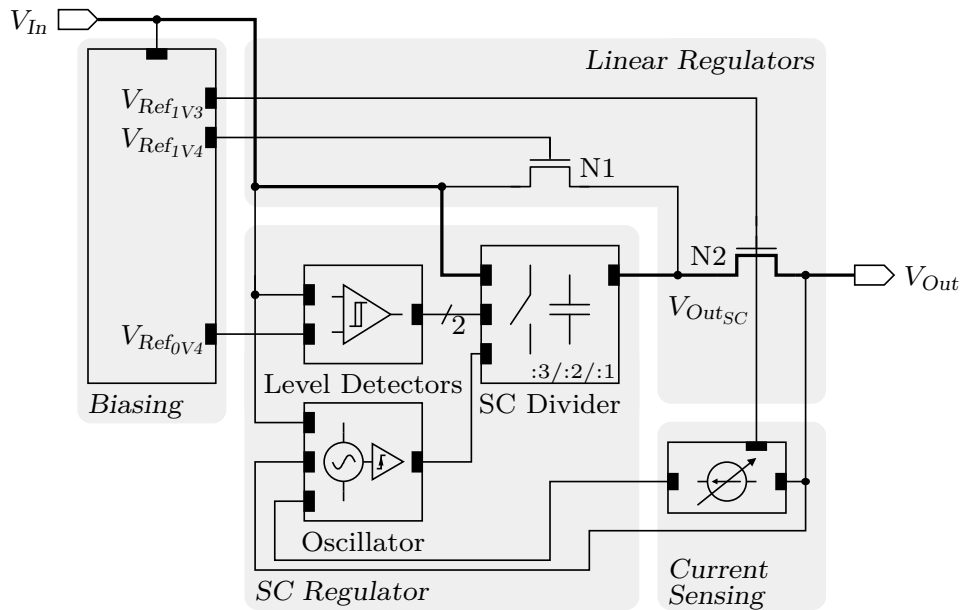 V_In
Linear Regulators
V_Ref_1V3
V_Ref_1V4
N1
N2
V_Out
V_Out_SC
V_Ref_0V4
2
:3/:2/:1
Level Detectors
SC Divider
Biasing
Oscillator
SC Regulator
Current
Sensing